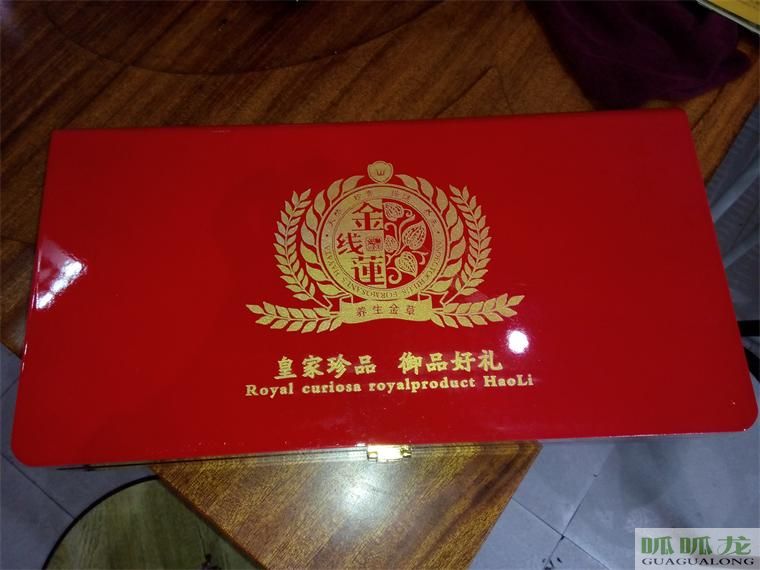 金线莲
养生金草
皇家珍品 御品好礼
Royal curiosa royalproduct HaoLi
呱呱龙
GUAGUALONG